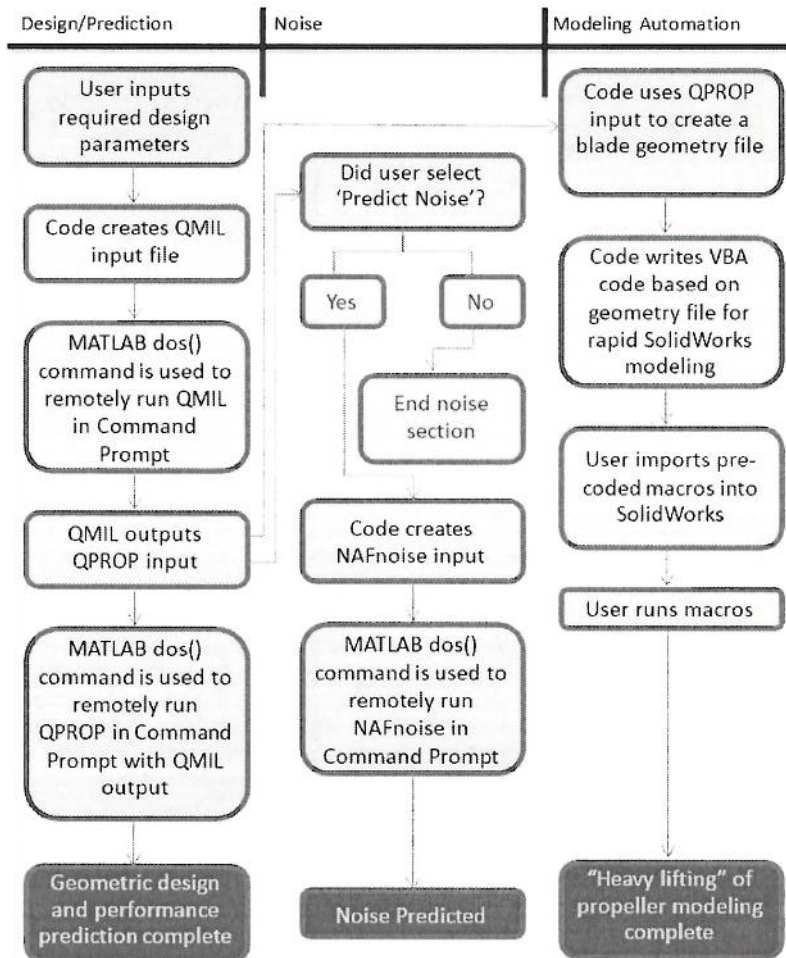 Design/Prediction
Noise
Modeling Automation
User inputs
required design
parameters
Code creates QMIL
input file
MATLAB dos()
command is used to
remotely run QMIL
in Command
Prompt
QMIL outputs
QPROP input
MATLAB dos()
command is used to
remotely run
QPROP in Command
Prompt with QMIL
output
Geometric design
and performance
prediction complete
Did user select
‘Predict Noise’?
Yes
No
End noise
section
Code creates
NAFnoise input
MATLAB dos()
command is used to
remotely run
NAFnoise in
Command Prompt
Noise Predicted
Code uses QPROP
input to create a
blade geometry file
Code writes VBA
code based on
geometry file for
rapid SolidWorks
modeling
User imports pre-
coded macros into
SolidWorks
User runs macros
“Heavy lifting” of
propeller modeling
complete